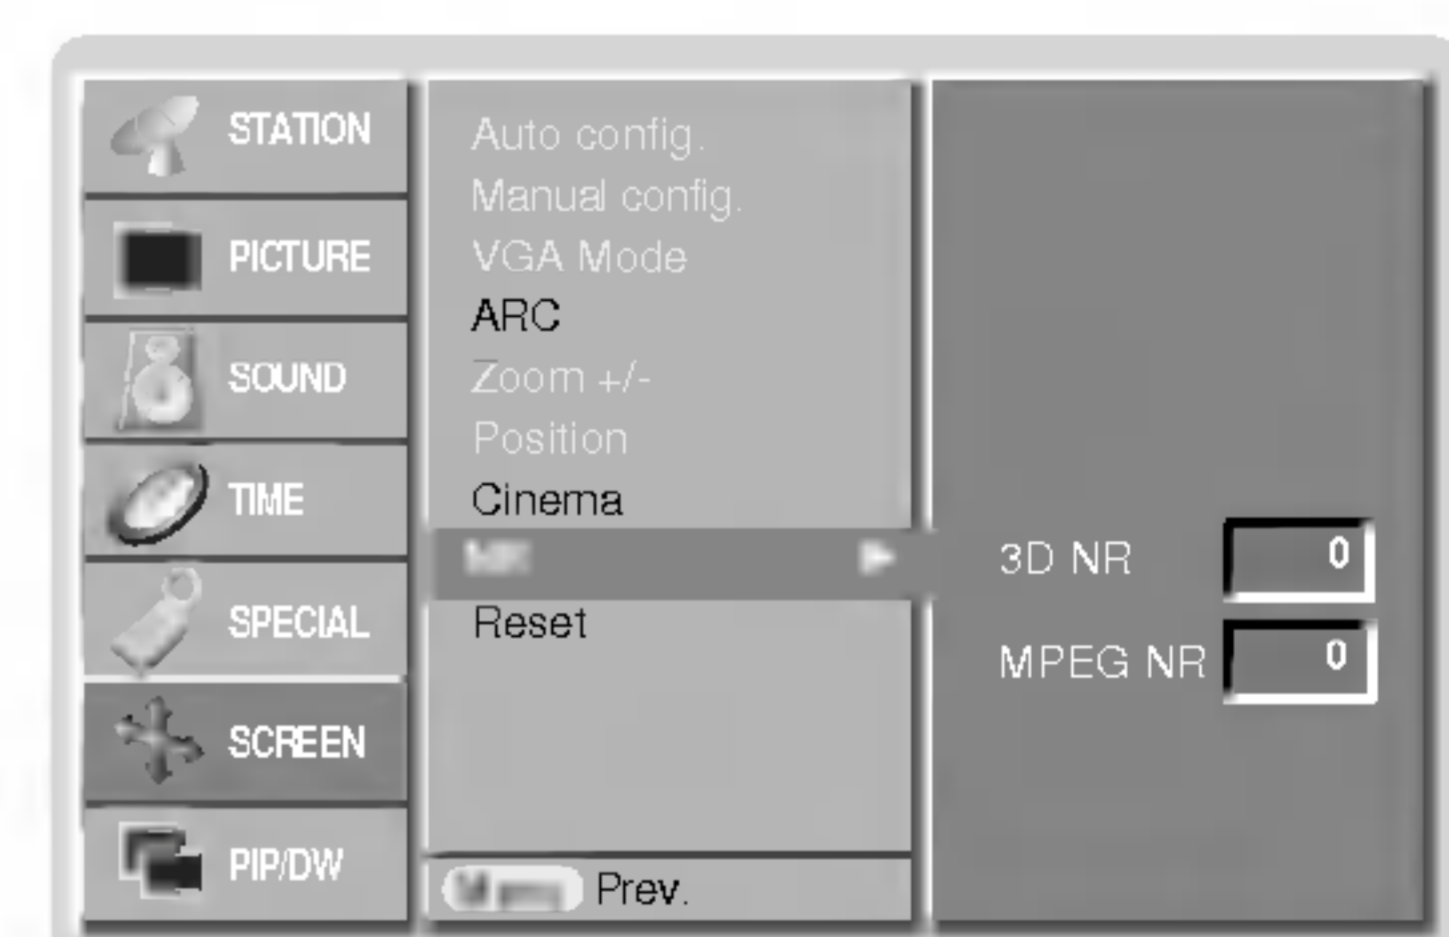 STATION
PICTURE
SOUND
TIME
SPECIAL
SCREEN
PIP/DW
Auto config.
Manual config.
VGA Mode
ARC
Zoom +/-
Position
Cinema
Reset
Prev.
3D NR 0
MPEG NR 0